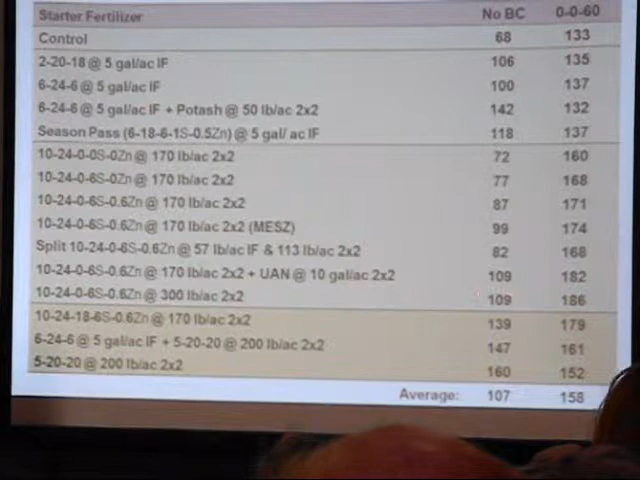 Starter Fertilizer No BC 0-0-60
Control 68 133
2-20-18 @ 5 gal/ac IF 106 135
6-24-6 @ 5 gal/ac IF 100 137
6-24-6 @ 5 gal/ac IF + Potash @ 50 lb/ac 2x2 142 132
Season Pass (6-18-6-1S-0.5Zn) @ 5 gal/ ac IF 118 137
10-24-0-0S-0Zn @ 170 lb/ac 2x2 72 160
10-24-0-6S-0Zn @ 170 lb/ac 2x2 77 168
10-24-0-6S-0.6Zn @ 170 lb/ac 2x2 87 171
10-24-0-6S-0.6Zn @ 170 lb/ac 2x2 (MESZ) 99 174
Split 10-24-0-6S-0.6Zn @ 57 lb/ac IF & 113 lb/ac 2x2 82 168
10-24-0-6S-0.6Zn @ 170 lb/ac 2x2 + UAN @ 10 gal/ac 2x2 109 182
10-24-0-6S-0.6Zn @ 300 lb/ac 2x2 109 186
10-24-18-6S-0.6Zn @ 170 lb/ac 2x2 139 179
6-24-6 @ 5 gal/ac IF + 5-20-20 @ 200 lb/ac 2x2 147 161
5-20-20 @ 200 lb/ac 2x2 160 152
Average: 107 158